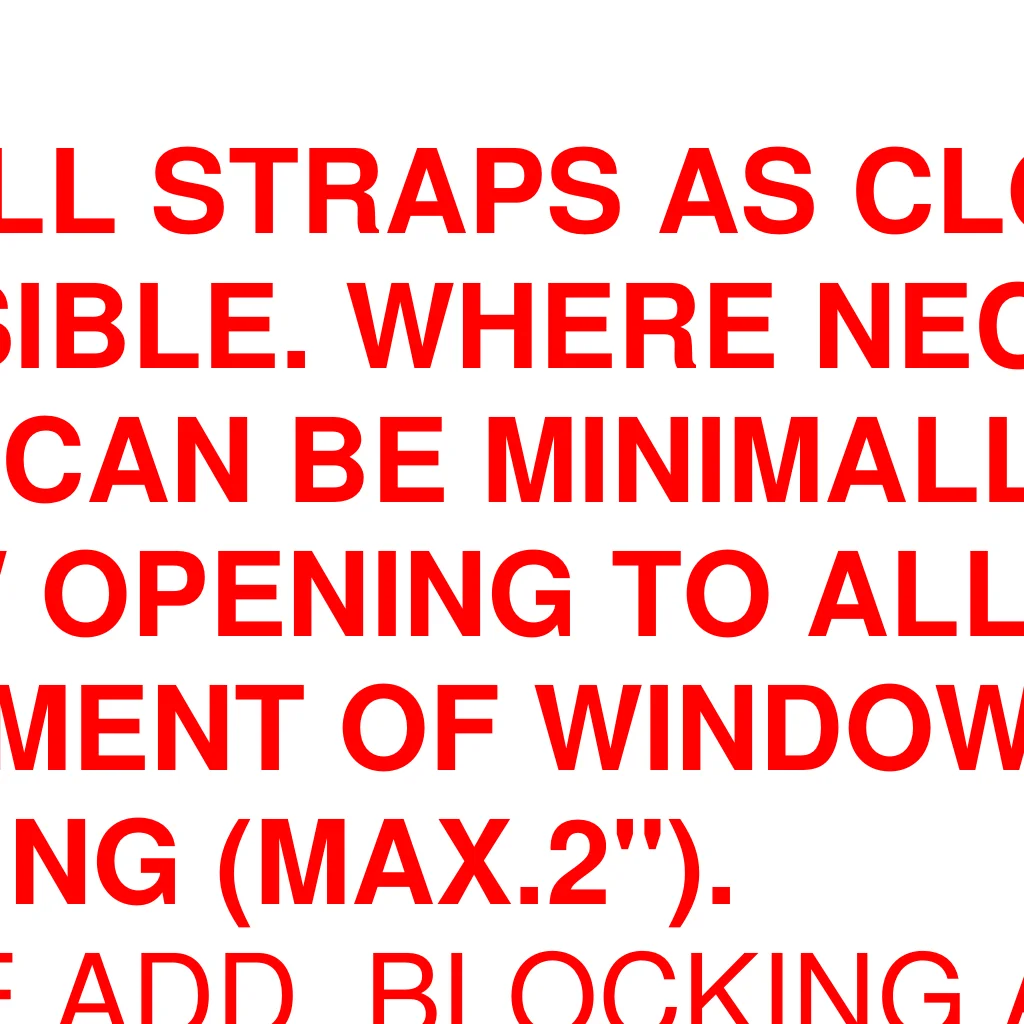 LL STRAPS AS CLO
SIBLE. WHERE NEC
CAN BE MINIMALL
OPENING TO ALL
MENT OF WINDOW
NG (MAX.2").
ADD BLOCKING A